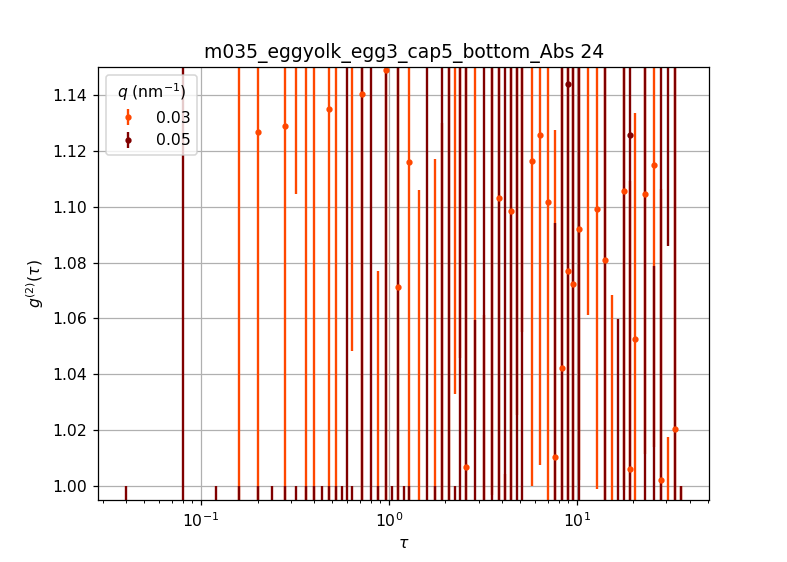 m035_eggyolk_egg3_cap5_bottom_Abs 24
q (nm⁻¹)
0.03
0.05
1.14
1.12
1.10
1.08
1.06
1.04
1.02
1.00
g⁽²⁾(τ)
10⁻¹ 10⁰ 10¹
τ